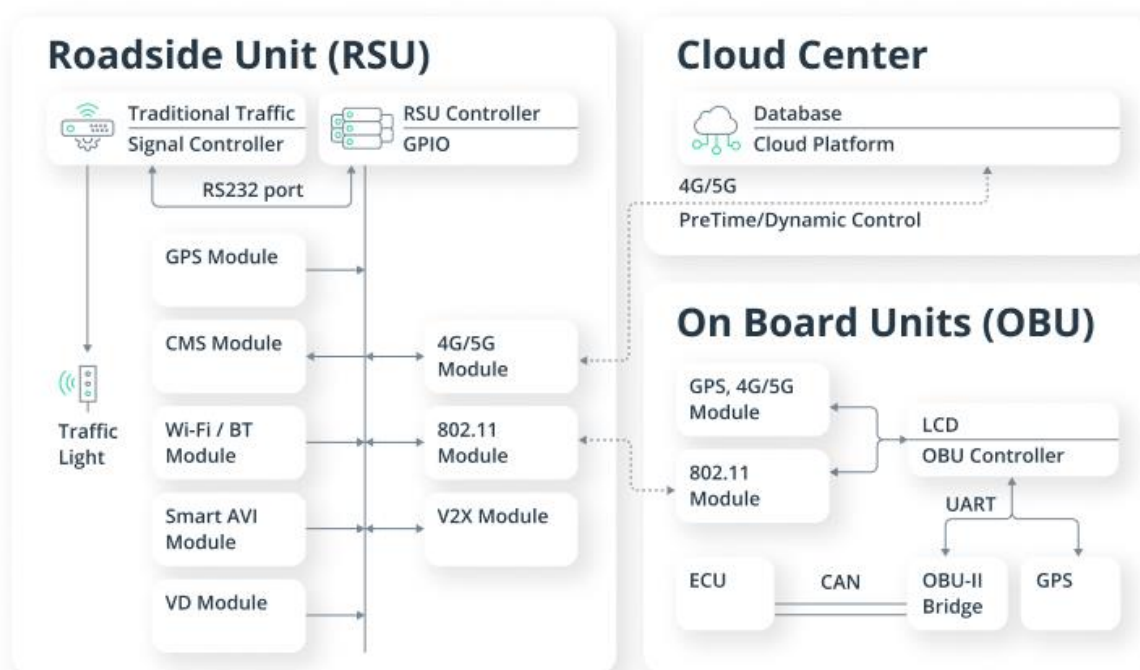 Roadside Unit (RSU)
Traditional Traffic
Signal Controller
RSU Controller
GPIO
RS232 port
GPS Module
CMS Module
4G/5G
Module
Wi-Fi / BT
Module
802.11
Module
Smart AVI
Module
V2X Module
VD Module
Traffic
Light
Cloud Center
Database
Cloud Platform
4G/5G
PreTime/Dynamic Control
On Board Units (OBU)
GPS, 4G/5G
Module
802.11
Module
LCD
OBU Controller
UART
ECU
CAN
OBU-II
Bridge
GPS